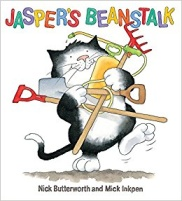 JASPER'S BEANSTALK
Nick Butterworth and Mick Inkpen